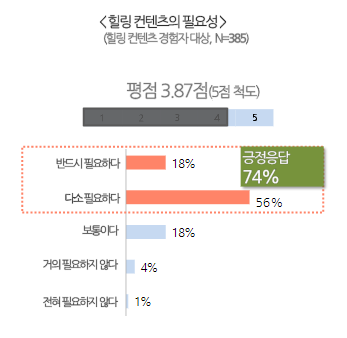 <힐링 컨텐츠의 필요성>
(힐링 컨텐츠 경험자 대상, N=385)
평점 3.87점(5점 척도)
1 2 3 4 5
긍정응답
74%
반드시 필요하다 18%
다소 필요하다 56%
보통이다 18%
거의 필요하지 않다 4%
전혀 필요하지 않다 1%